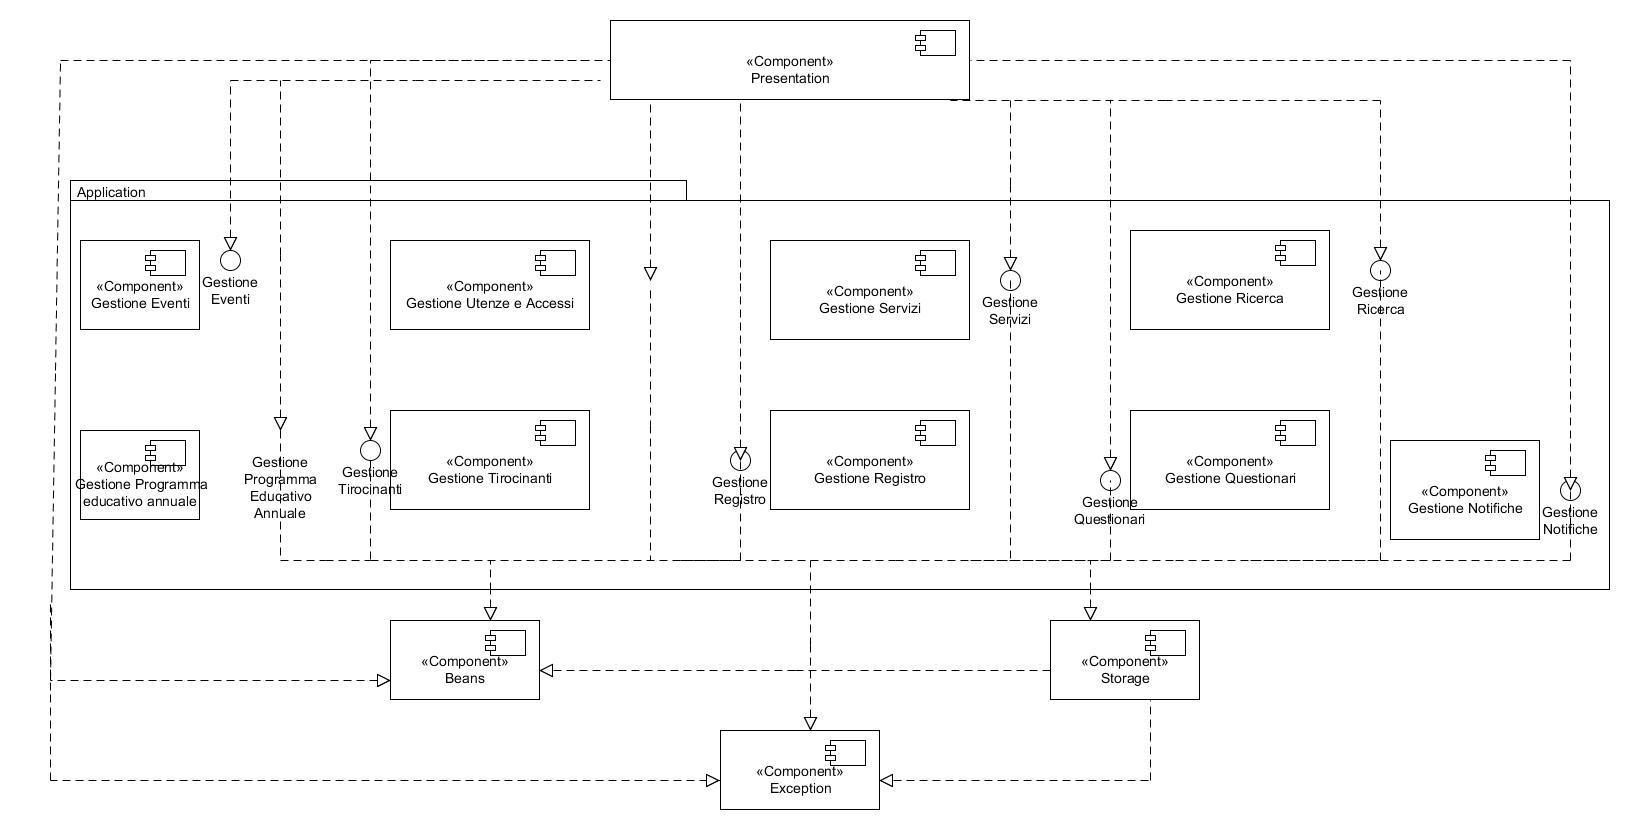 «Component»
Presentation
Application
«Component»
Gestione Eventi
Gestione
Eventi
«Component»
Gestione Utenze e Accessi
«Component»
Gestione Servizi
Gestione
Servizi
«Component»
Gestione Ricerca
Gestione
Ricerca
«Component»
Gestione Programma
educativo annuale
Gestione
Programma
Educativo
Annuale
Gestione
Tirocinanti
«Component»
Gestione Tirocinanti
Gestione
Registro
«Component»
Gestione Registro
Gestione
Questionari
«Component»
Gestione Questionari
«Component»
Gestione Notifiche
Gestione
Notifiche
«Component»
Beans
«Component»
Storage
«Component»
Exception